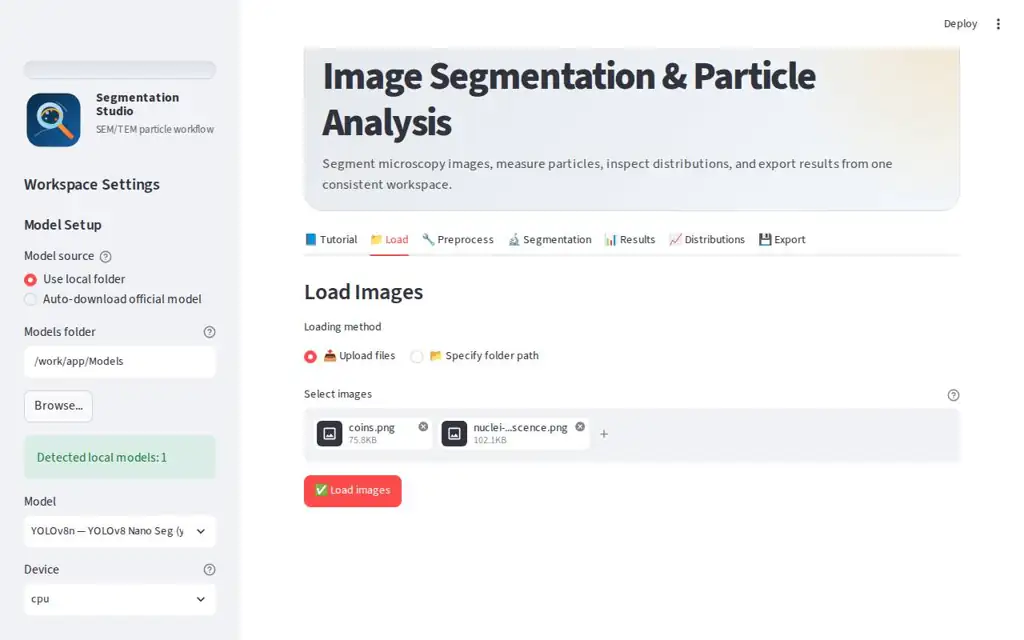 Deploy
Segmentation
Studio
SEM/TEM particle workflow
Workspace Settings
Model Setup
Model source
Use local folder
Auto-download official model
Models folder
/work/app/Models
Browse...
Detected local models: 1
Model
YOLOv8n — YOLOv8 Nano Seg (y
Device
cpu
Image Segmentation & Particle
Analysis
Segment microscopy images, measure particles, inspect distributions, and export results from one
consistent workspace.
Tutorial Load Preprocess Segmentation Results Distributions Export
Load Images
Loading method
Upload files Specify folder path
Select images
coins.png nuclei-...scence.png
75.8KB 102.1KB
Load images